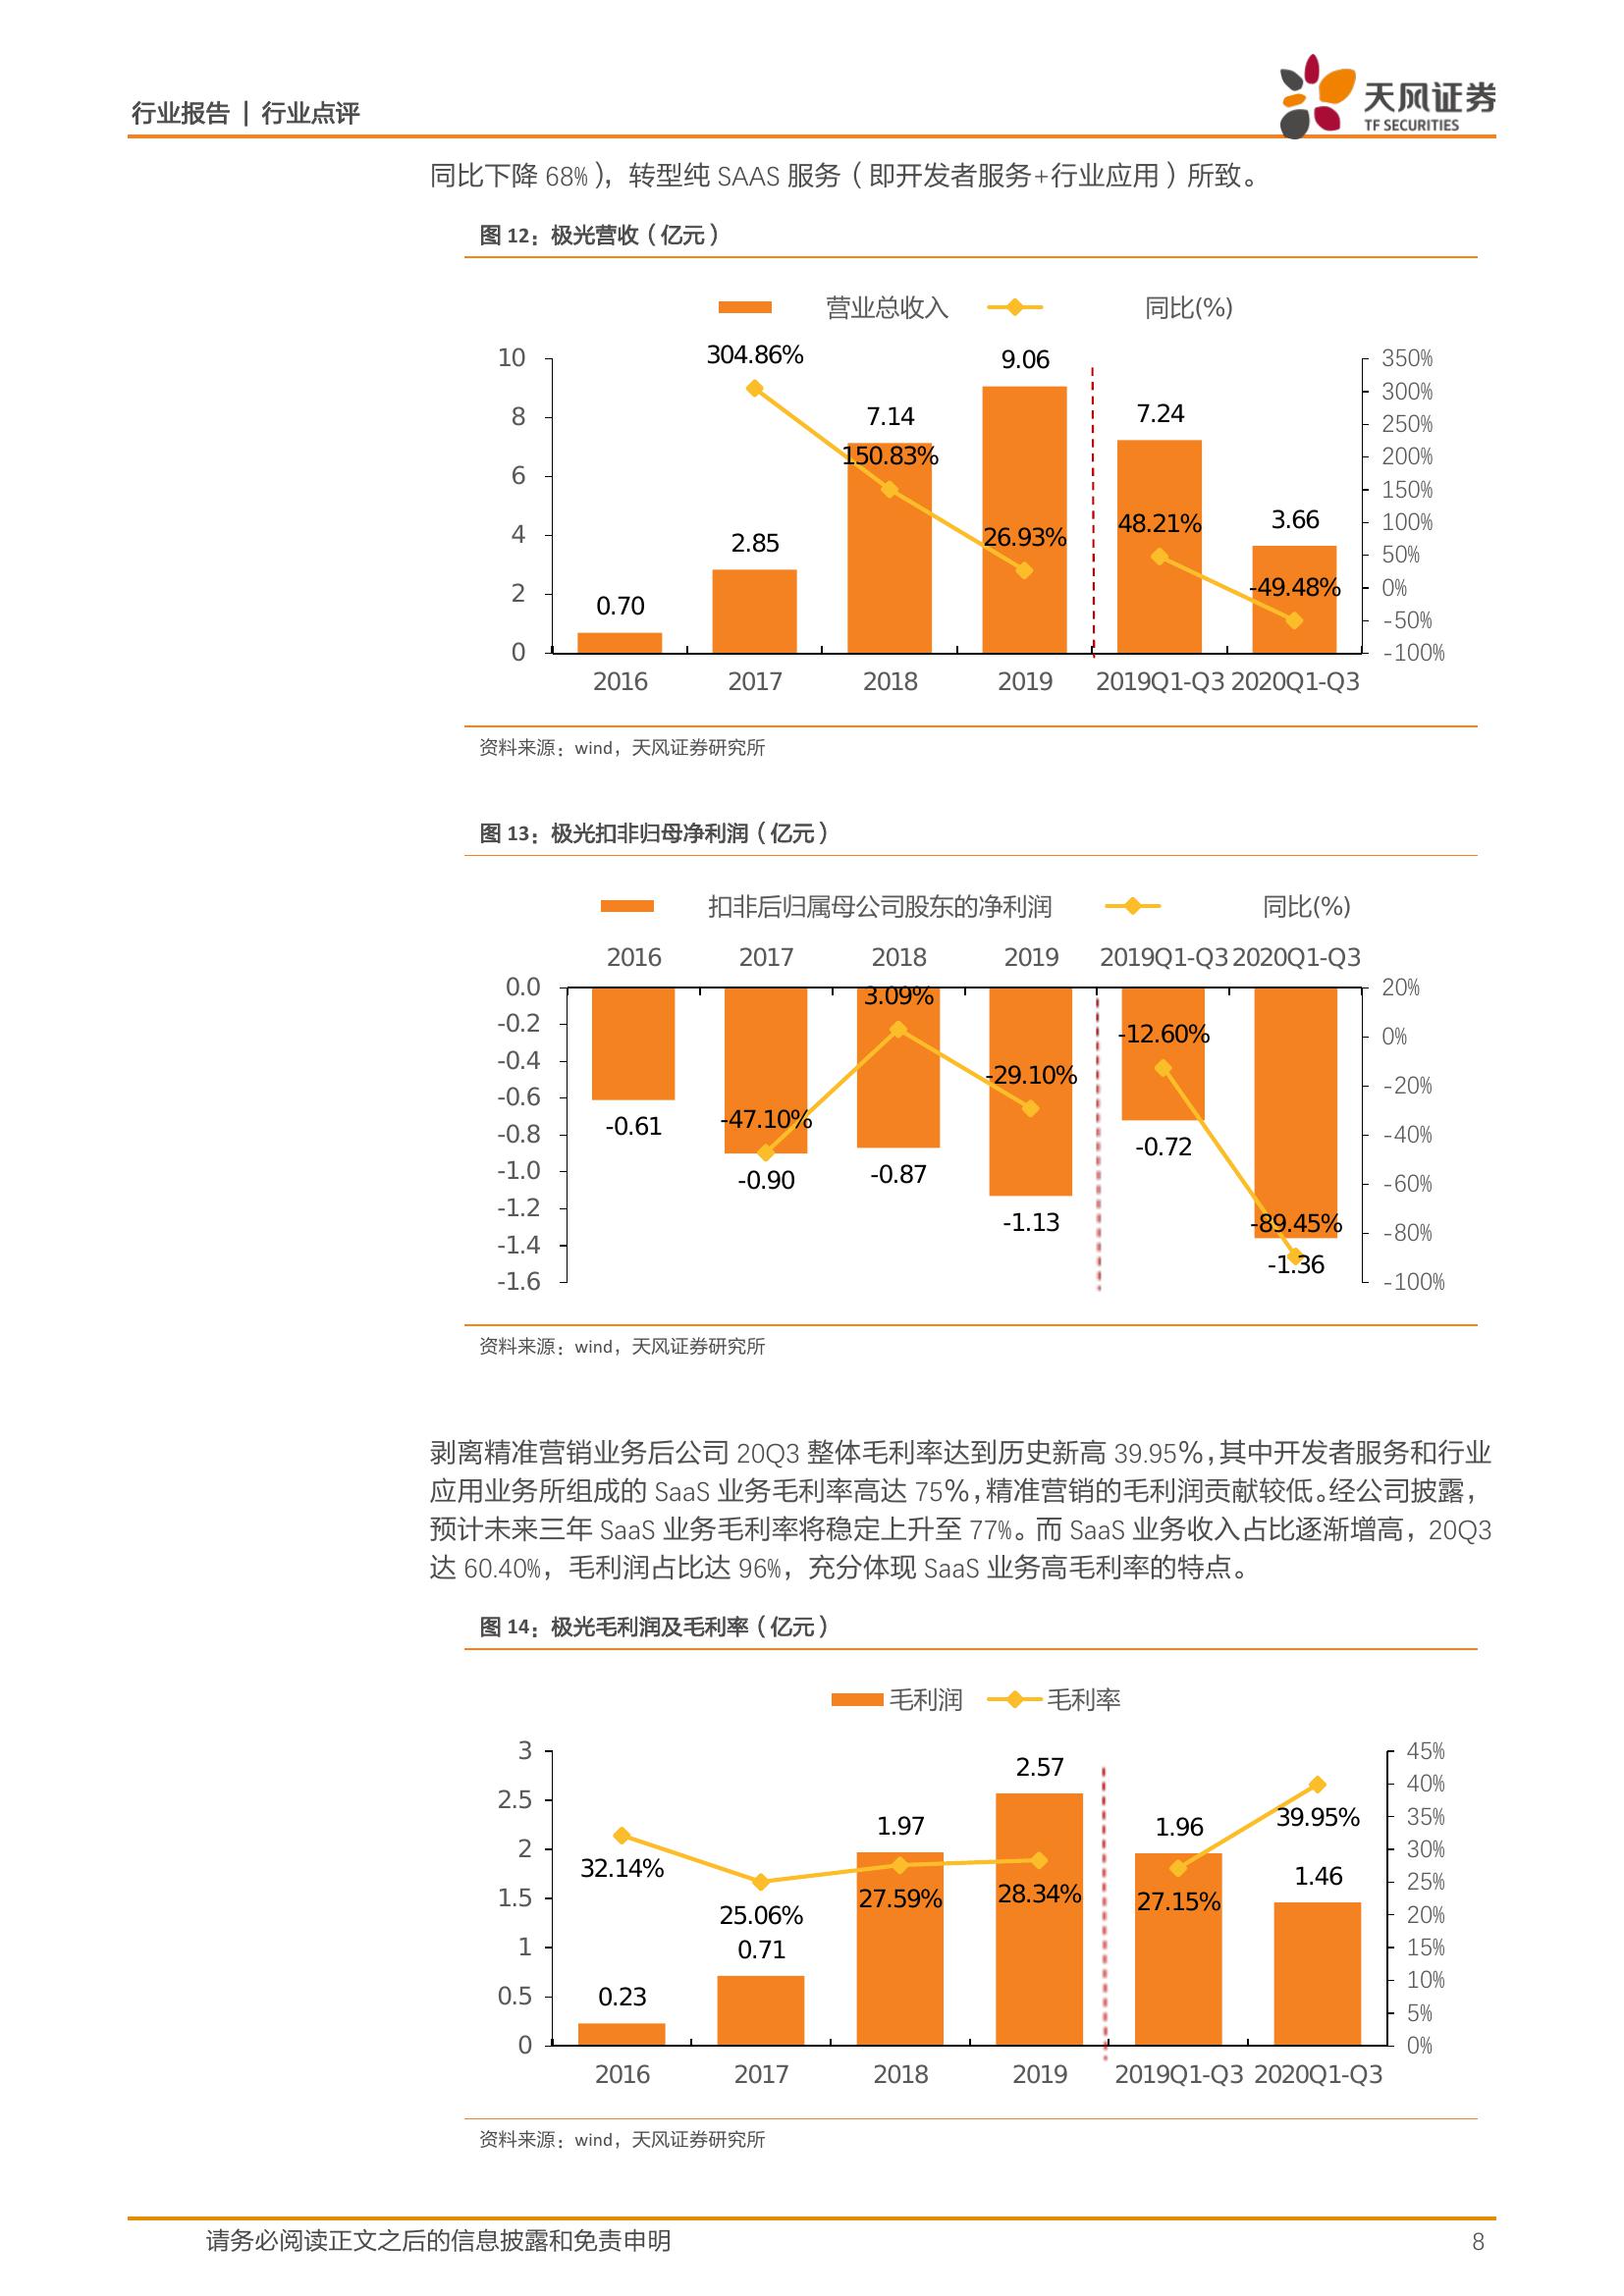 行业报告 | 行业点评
天风证券
TF SECURITIES
同比下降 68%），转型纯 SAAS 服务（即开发者服务+行业应用）所致。
图 12：极光营收（亿元）
营业总收入 同比(%)
10 8 6 4 2 0
304.86% 150.83% 26.93% 48.21% -49.48%
0.70 2.85 7.14 9.06 7.24 3.66
350% 300% 250% 200% 150% 100% 50% 0% -50% -100%
2016 2017 2018 2019 2019Q1-Q3 2020Q1-Q3
资料来源：wind，天风证券研究所
图 13：极光扣非归母净利润（亿元）
扣非后归属母公司股东的净利润 同比(%)
2016 2017 2018 2019 2019Q1-Q3 2020Q1-Q3
0.0 -0.2 -0.4 -0.6 -0.8 -1.0 -1.2 -1.4 -1.6
-47.10% 3.09% -29.10% -12.60% -89.45%
-0.61 -0.90 -0.87 -1.13 -0.72 -1.36
20% 0% -20% -40% -60% -80% -100%
资料来源：wind，天风证券研究所
剥离精准营销业务后公司 20Q3 整体毛利率达到历史新高 39.95%，其中开发者服务和行业
应用业务所组成的 SaaS 业务毛利率高达 75%，精准营销的毛利润贡献较低。经公司披露，
预计未来三年 SaaS 业务毛利率将稳定上升至 77%。而 SaaS 业务收入占比逐渐增高，20Q3
达 60.40%，毛利润占比达 96%，充分体现 SaaS 业务高毛利率的特点。
图 14：极光毛利润及毛利率（亿元）
毛利润 毛利率
3 2.5 2 1.5 1 0.5 0
32.14% 25.06% 27.59% 28.34% 27.15% 39.95%
0.23 0.71 1.97 2.57 1.96 1.46
45% 40% 35% 30% 25% 20% 15% 10% 5% 0%
2016 2017 2018 2019 2019Q1-Q3 2020Q1-Q3
资料来源：wind，天风证券研究所
请务必阅读正文之后的信息披露和免责申明 8